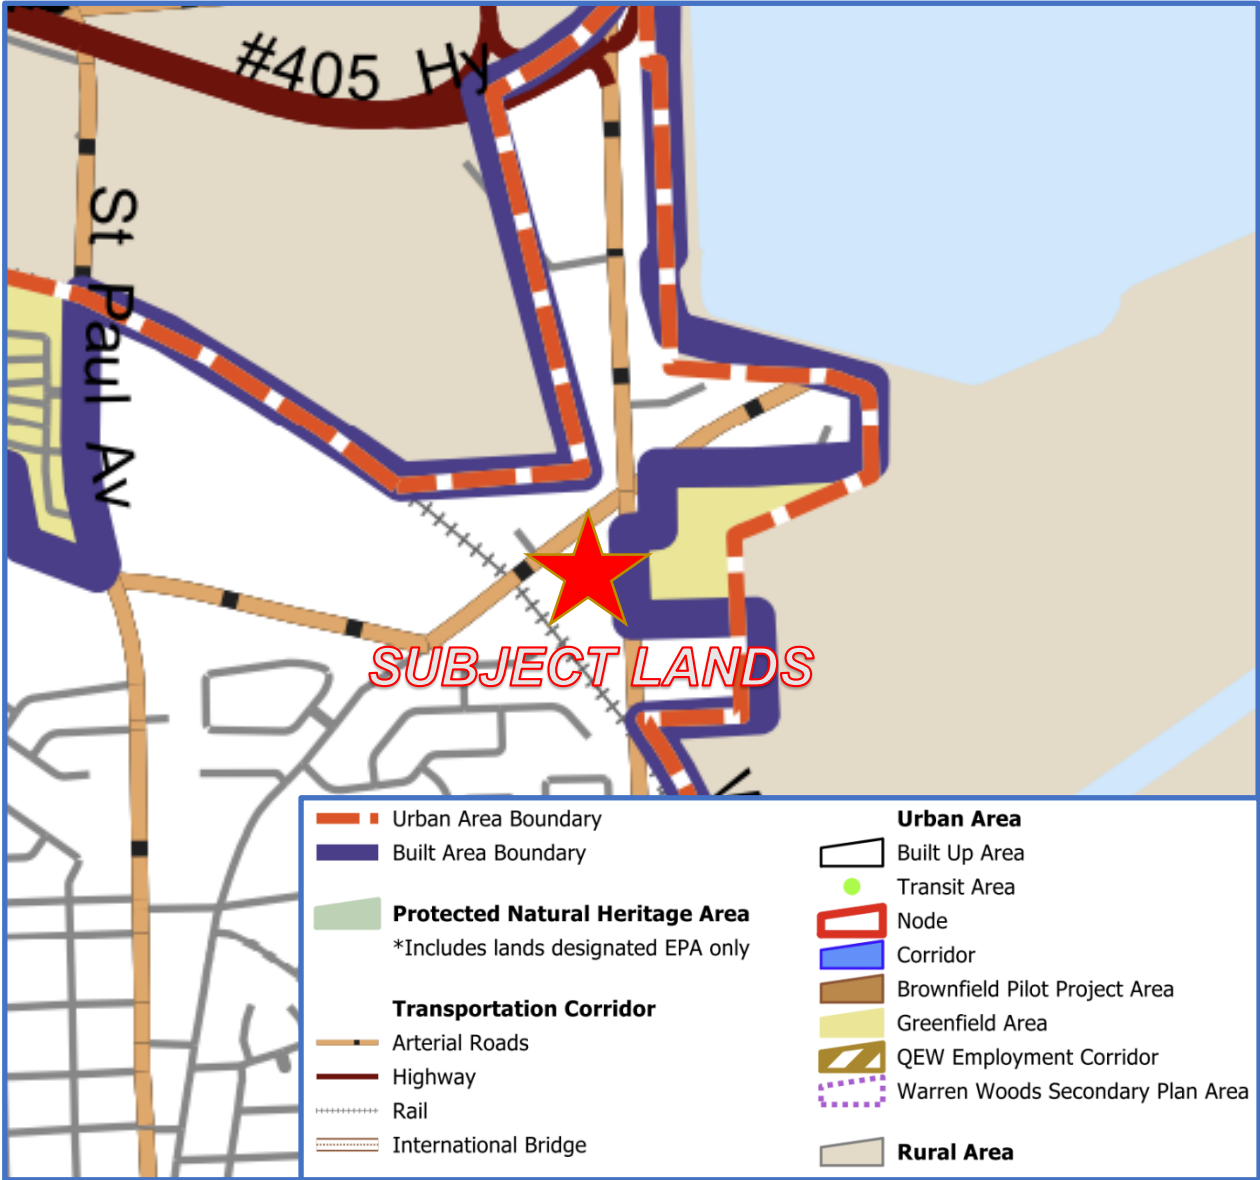 #405 Hy
St Paul Av
SUBJECT LANDS
Urban Area Boundary
Built Area Boundary
Protected Natural Heritage Area
*Includes lands designated EPA only
Transportation Corridor
Arterial Roads
Highway
Rail
International Bridge
Urban Area
Built Up Area
Transit Area
Node
Corridor
Brownfield Pilot Project Area
Greenfield Area
QEW Employment Corridor
Warren Woods Secondary Plan Area
Rural Area